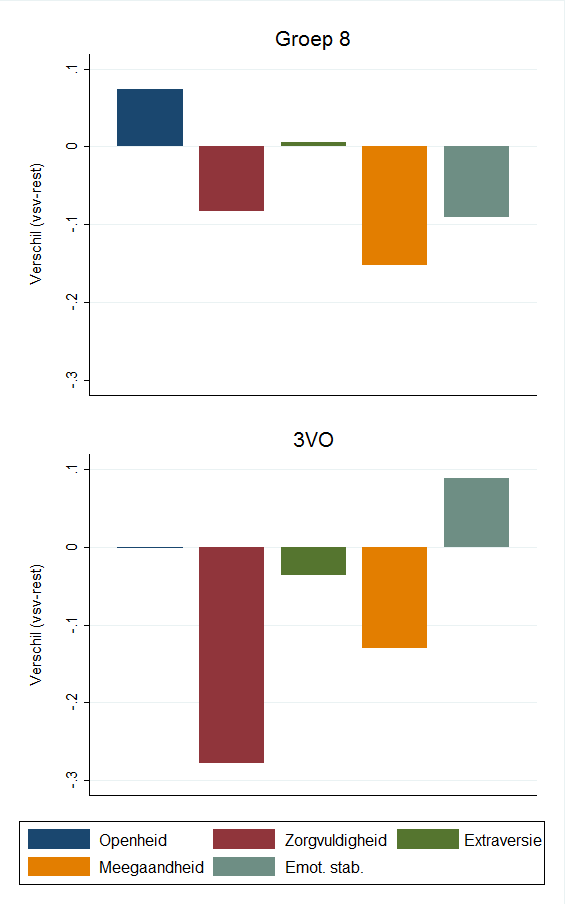 Groep 8
.1
0
-.1
-.2
-.3
Verschil (vsv-rest)
3VO
.1
0
-.1
-.2
-.3
Verschil (vsv-rest)
Openheid Zorgvuldigheid Extraversie
Meegaandheid Emot. stab.